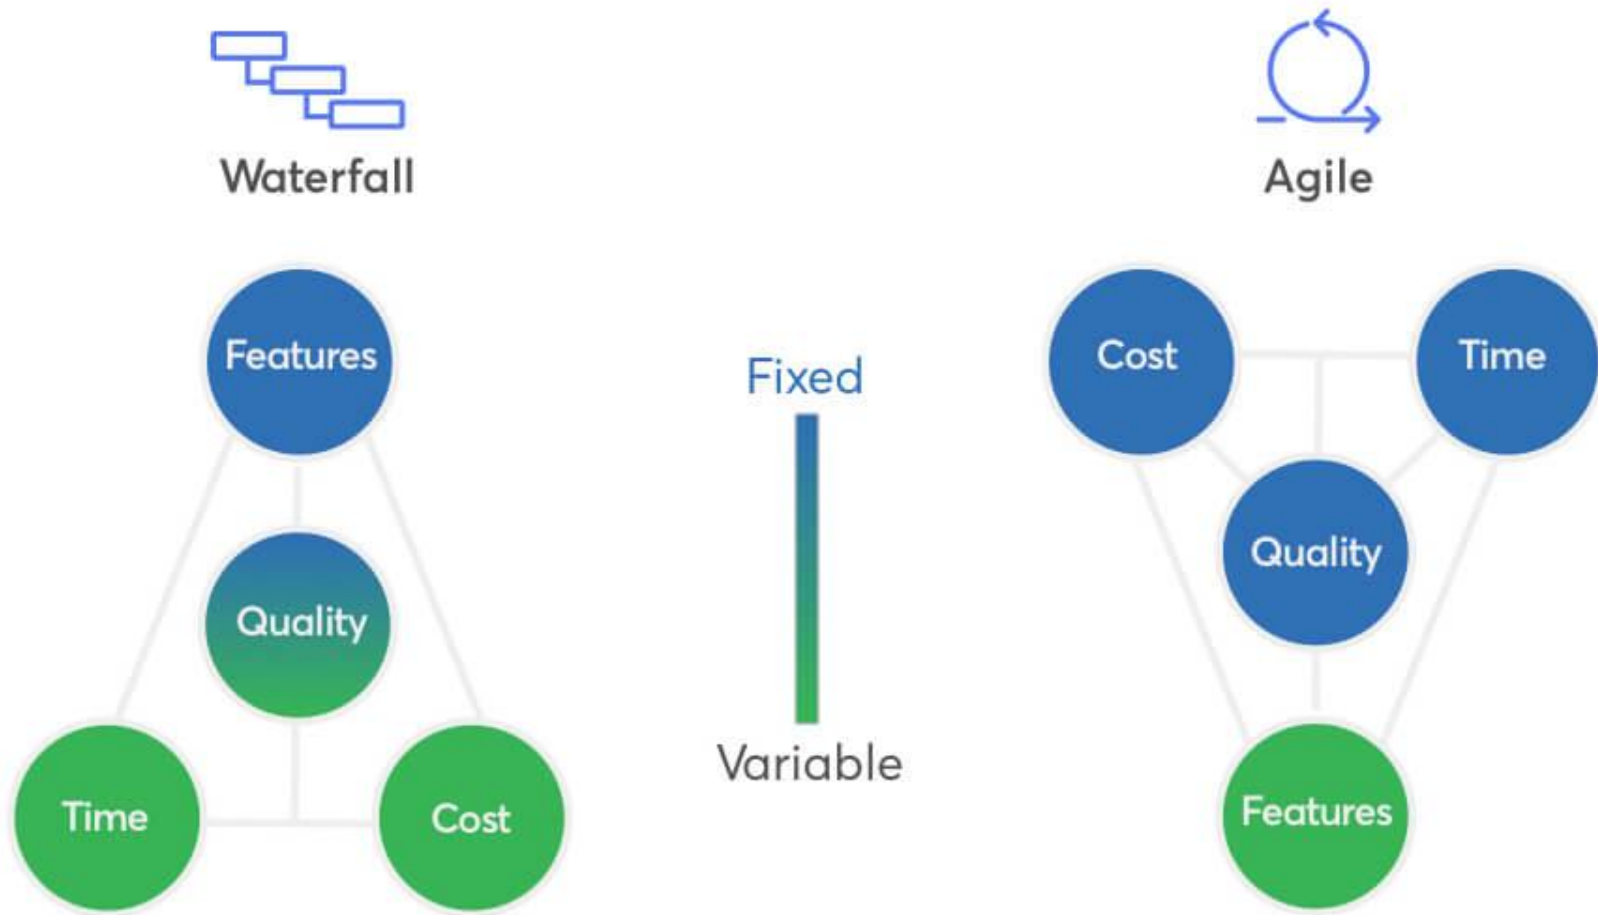 Waterfall
Agile
Features
Cost
Time
Fixed
Quality
Quality
Variable
Time
Cost
Features